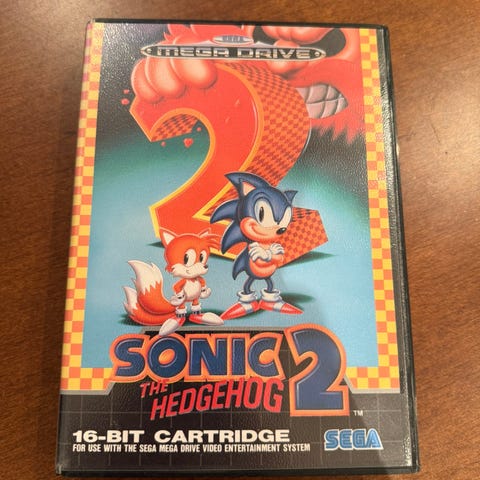 SEGA
MEGA DRIVE
2
SONIC
THE
HEDGEHOG 2
TM
16-BIT CARTRIDGE
FOR USE WITH THE SEGA MEGA DRIVE VIDEO ENTERTAINMENT SYSTEM
SEGA